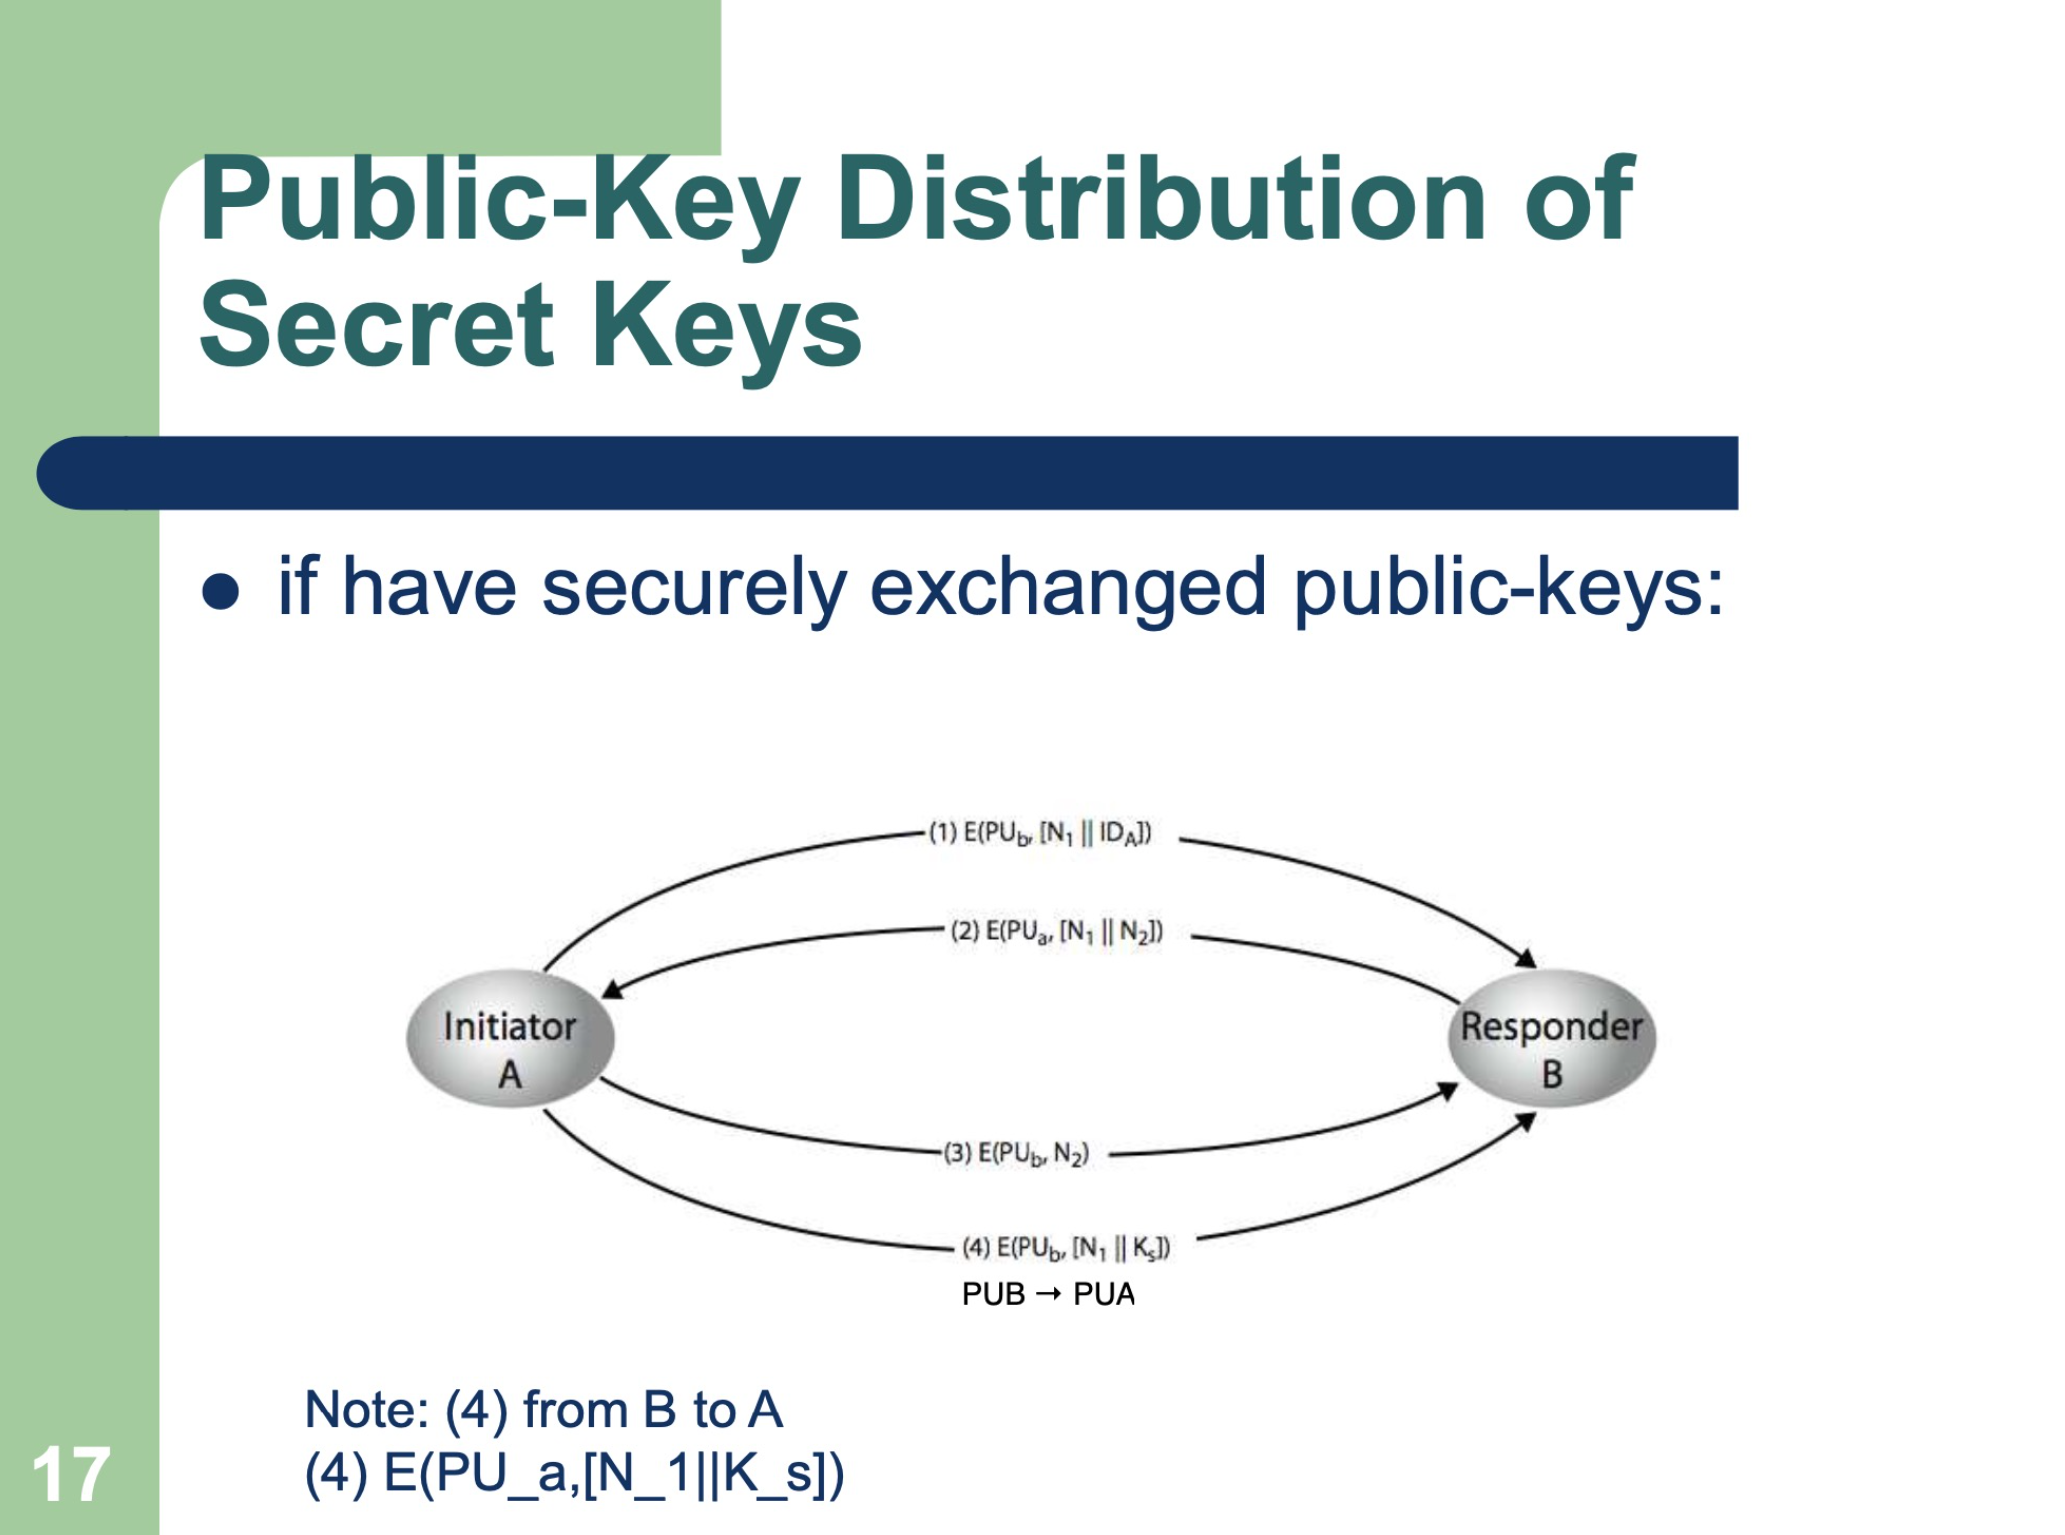 Public-Key Distribution of
Secret Keys
● if have securely exchanged public-keys:
(1) E(PU_b, [N_1 || ID_A])
(2) E(PU_a, [N_1 || N_2])
Initiator
A
Responder
B
(3) E(PU_b, N_2)
(4) E(PU_b, [N_1 || K_s])
PUB → PUA
Note: (4) from B to A
(4) E(PU_a,[N_1||K_s])
17